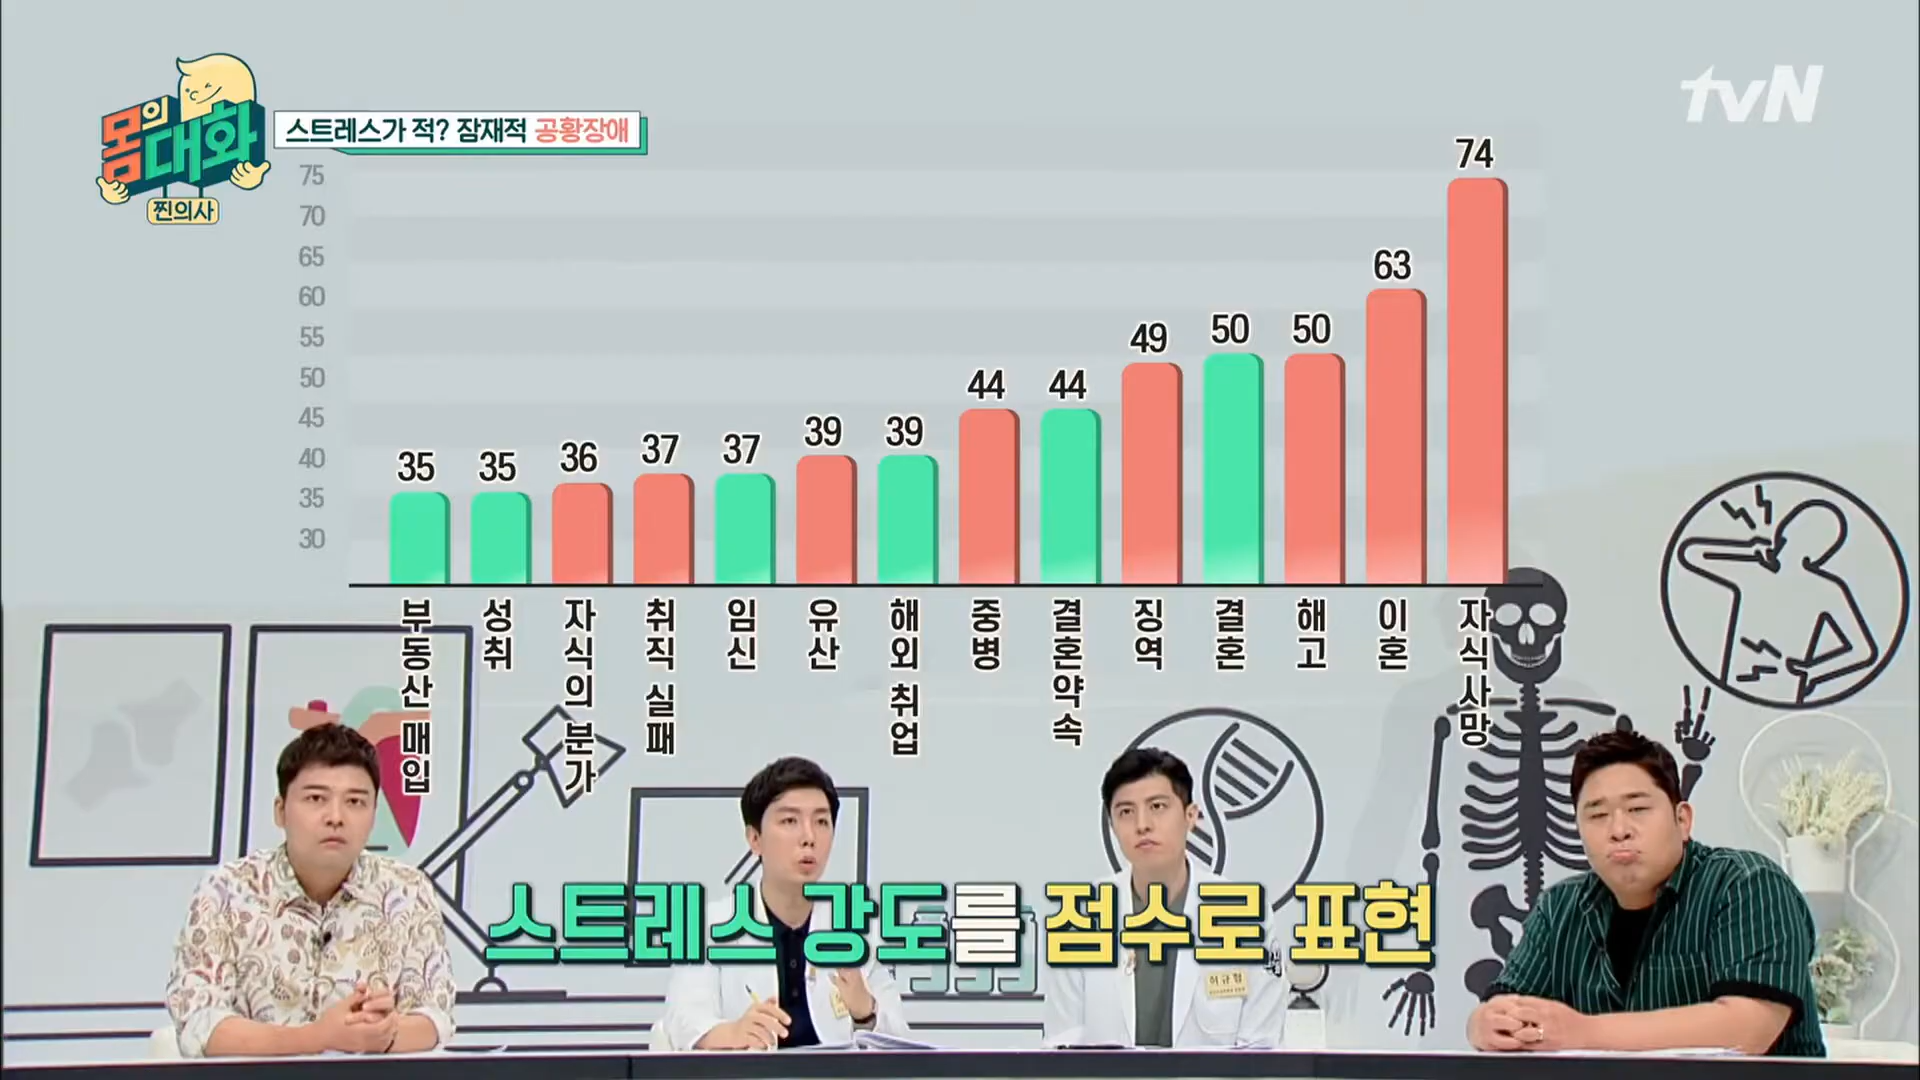 몸의
대화
찐의사
스트레스가 적? 잠재적 공황장애
tvN
75
70
65
60
55
50
45
40
35
30
35
35
36
37
37
39
39
44
44
49
50
50
63
74
부동산 매입
성취
자식의 분가
취직 실패
임신
유산
해외 취업
중병
결혼약속
징역
결혼
해고
이혼
자식사망
스트레스 강도를 점수로 표현
허규형